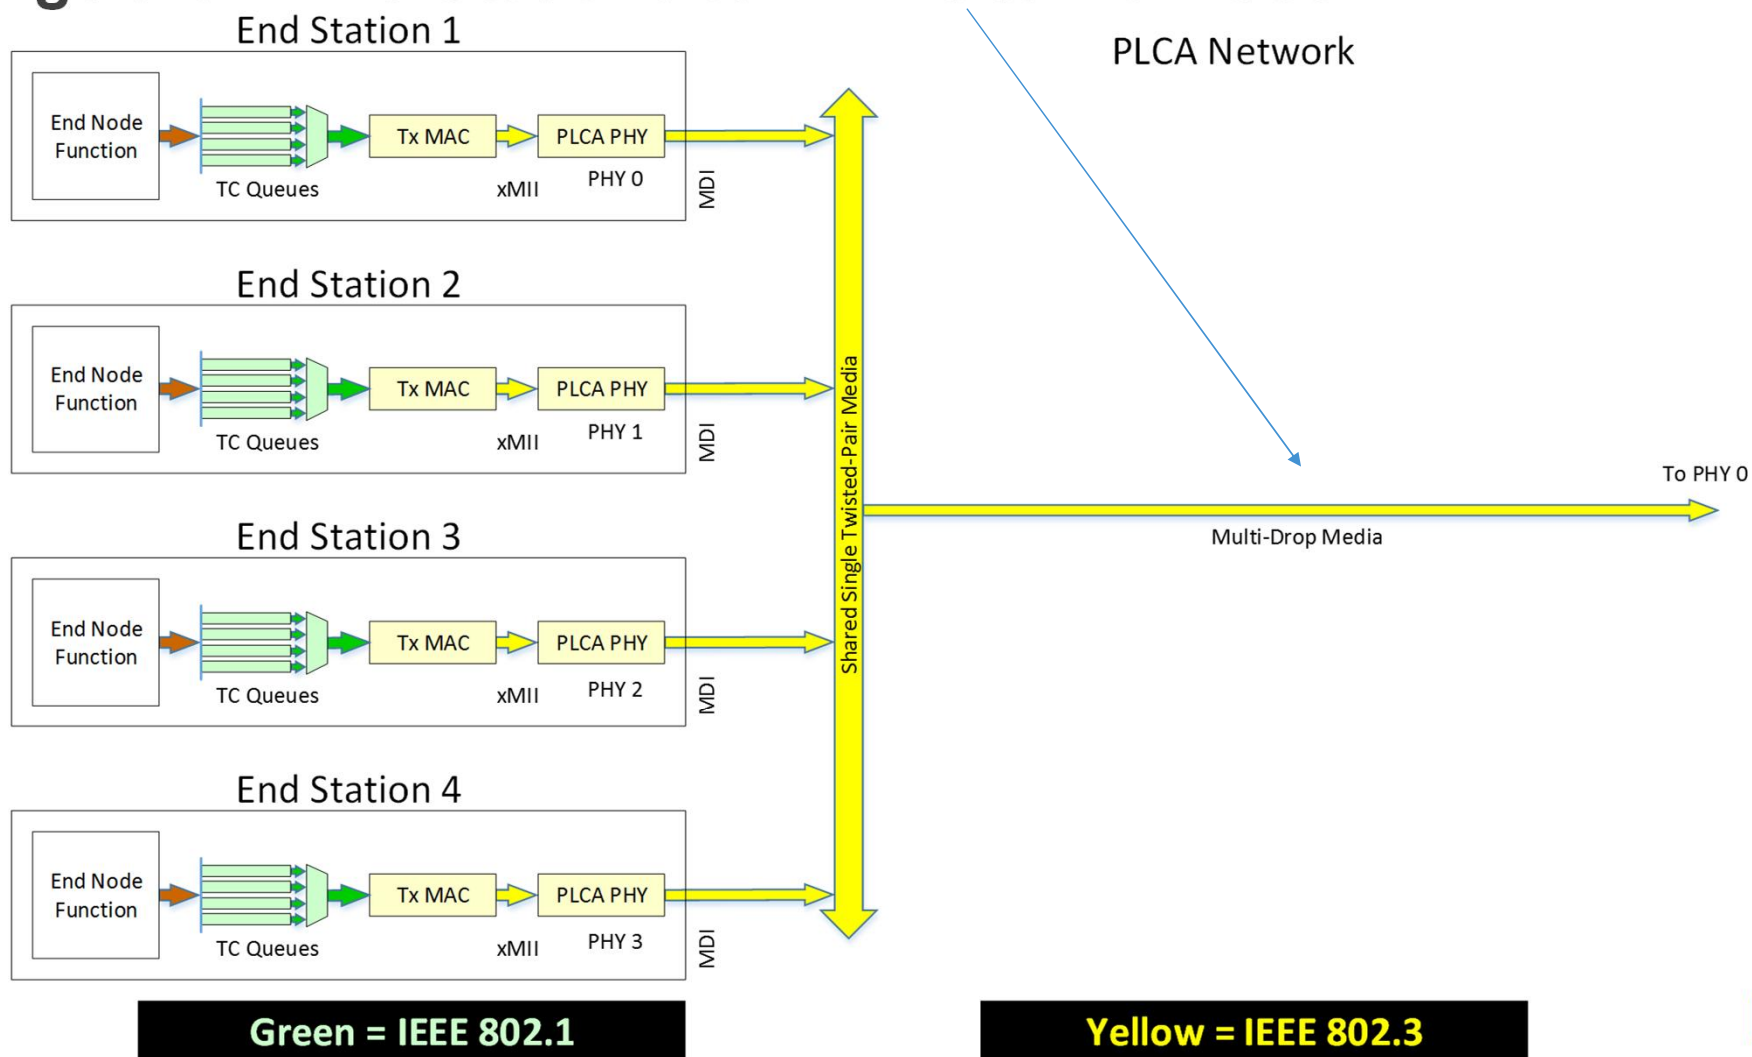 End Station 1
PLCA Network
End Node
Function
TC Queues
Tx MAC
xMII
PLCA PHY
PHY 0
MDI
End Station 2
End Node
Function
TC Queues
Tx MAC
xMII
PLCA PHY
PHY 1
MDI
Shared Single Twisted-Pair Media
To PHY 0
Multi-Drop Media
End Station 3
End Node
Function
TC Queues
Tx MAC
xMII
PLCA PHY
PHY 2
MDI
End Station 4
End Node
Function
TC Queues
Tx MAC
xMII
PLCA PHY
PHY 3
MDI
Green = IEEE 802.1
Yellow = IEEE 802.3